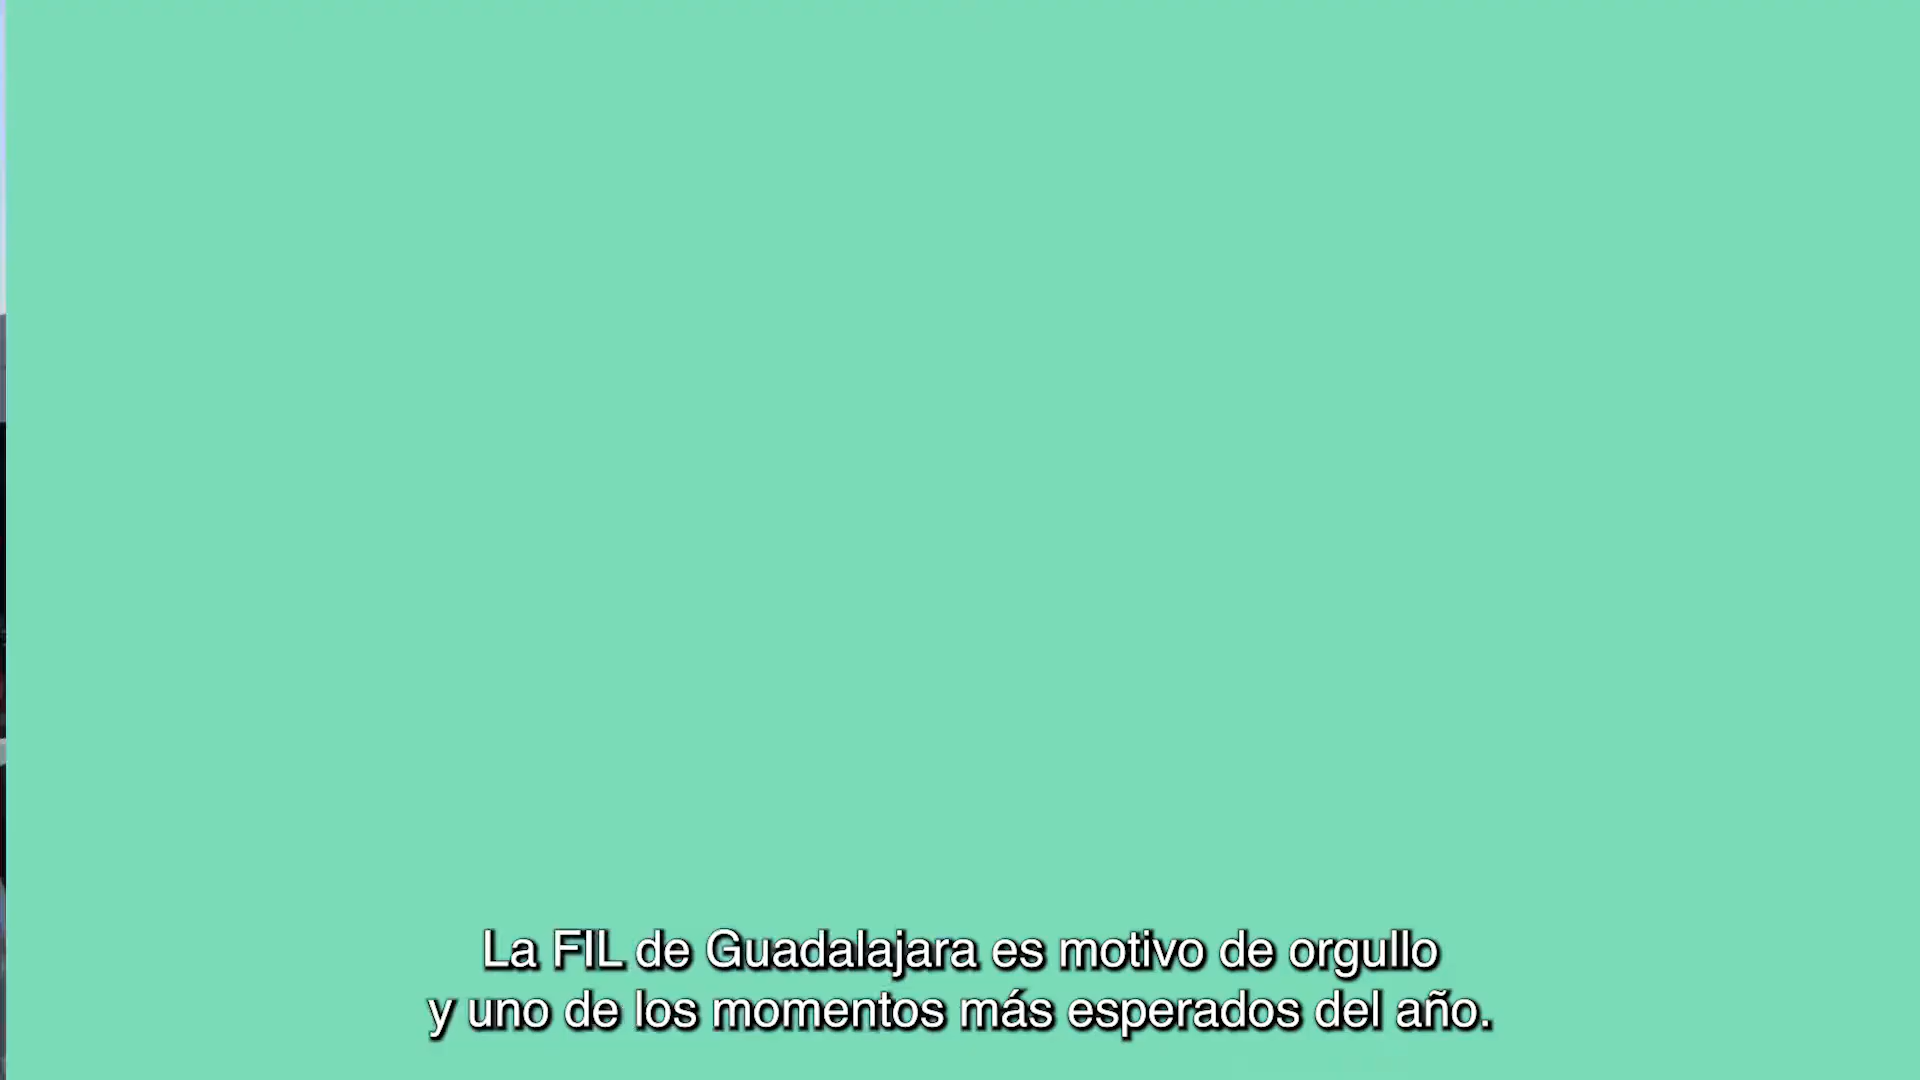 La FIL de Guadalajara es motivo de orgullo
y uno de los momentos más esperados del año.